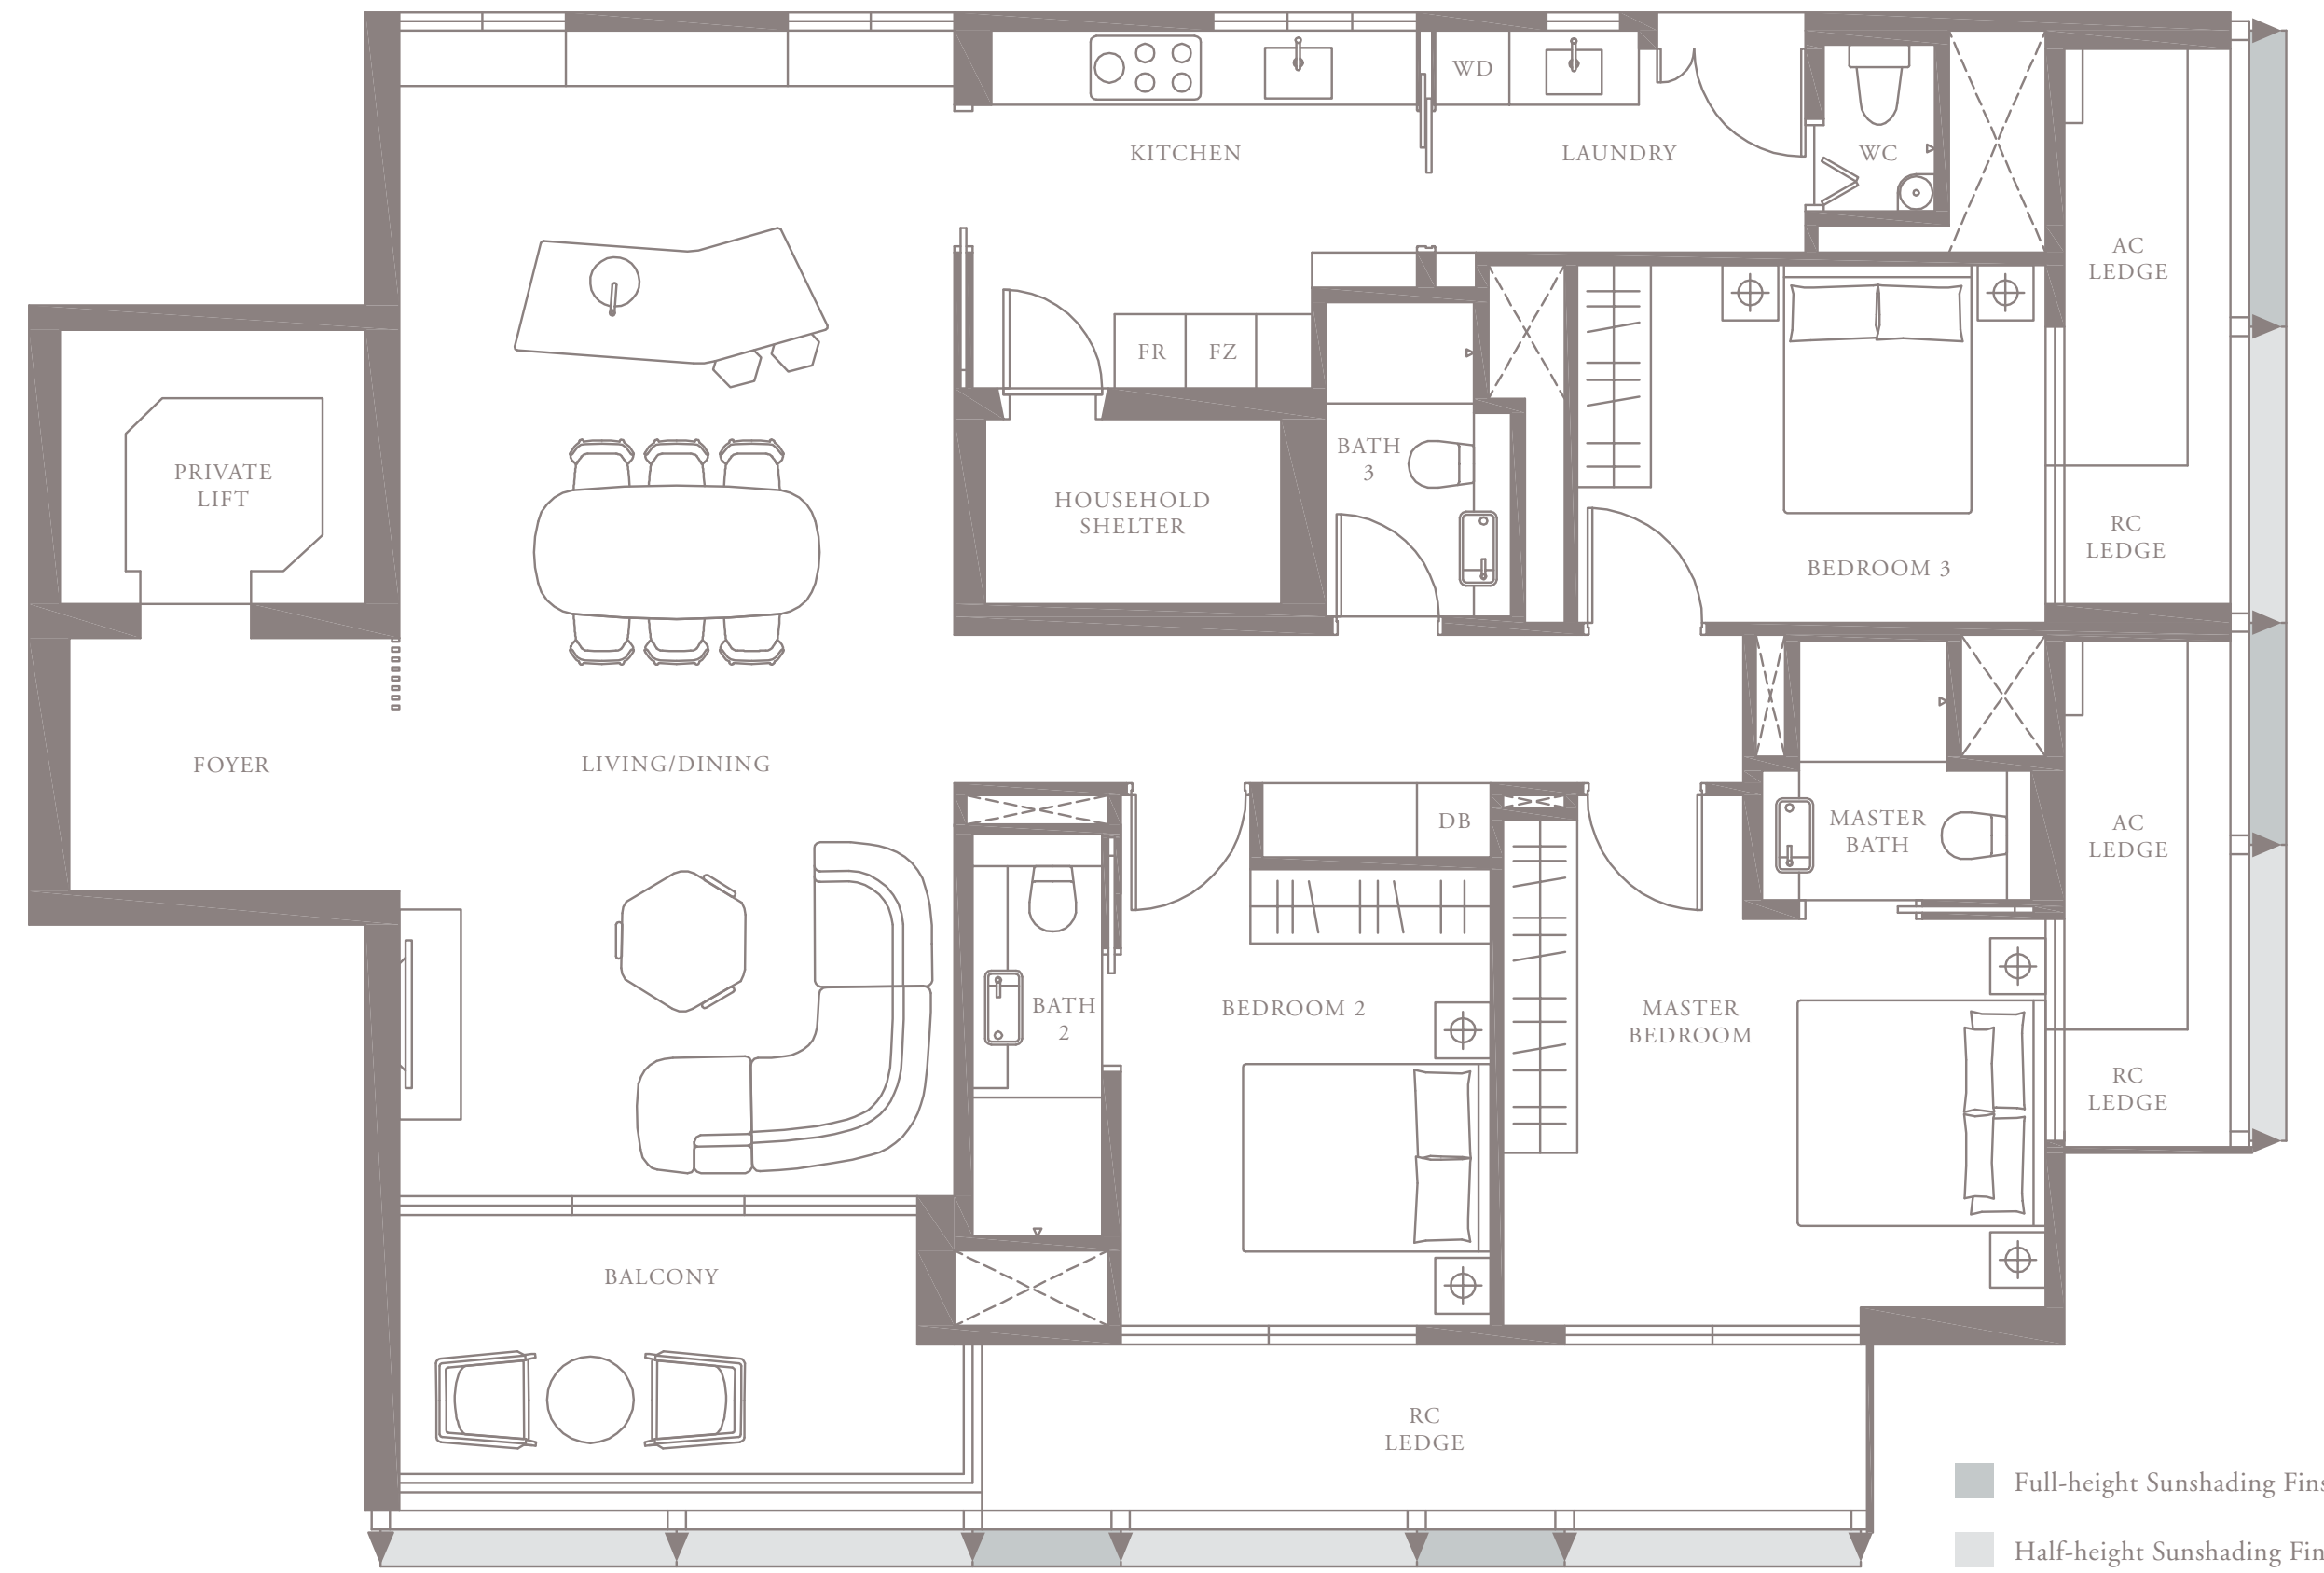 WD
KITCHEN
LAUNDRY
WC
AC
LEDGE
FR
FZ
BATH
3
PRIVATE
LIFT
HOUSEHOLD
SHELTER
RC
LEDGE
BEDROOM 3
FOYER
LIVING/DINING
DB
MASTER
BATH
AC
LEDGE
BATH
2
BEDROOM 2
MASTER
BEDROOM
RC
LEDGE
BALCONY
RC
LEDGE
Full-height Sunshading Fins
Half-height Sunshading Fin